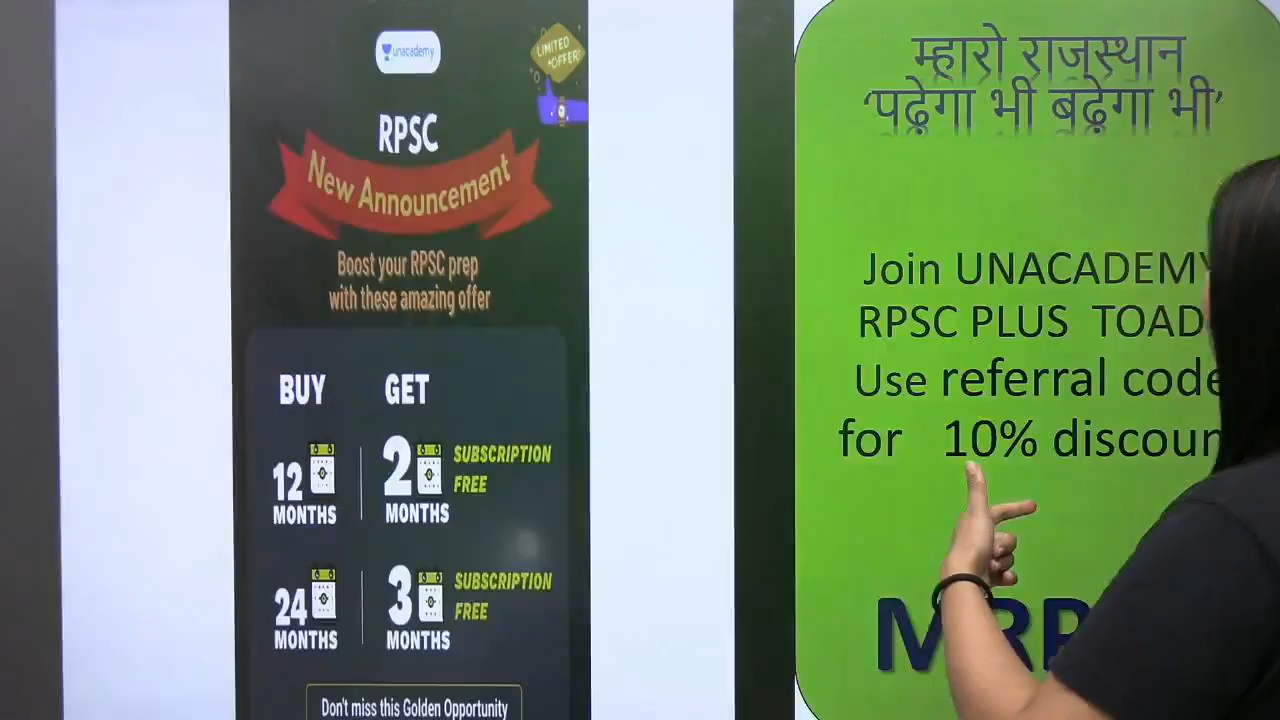 unacademy
LIMITED
OFFER!
RPSC
New Announcement
Boost your RPSC prep
with these amazing offer
BUY GET
12 MONTHS
2 MONTHS
SUBSCRIPTION
FREE
24 MONTHS
3 MONTHS
SUBSCRIPTION
FREE
Don't miss this Golden Opportunity
म्हारो राजस्थान
‘पढ़ेगा भी बढ़ेगा भी’
Join UNACADEMY
RPSC PLUS
Use referral code
for 10% discoun